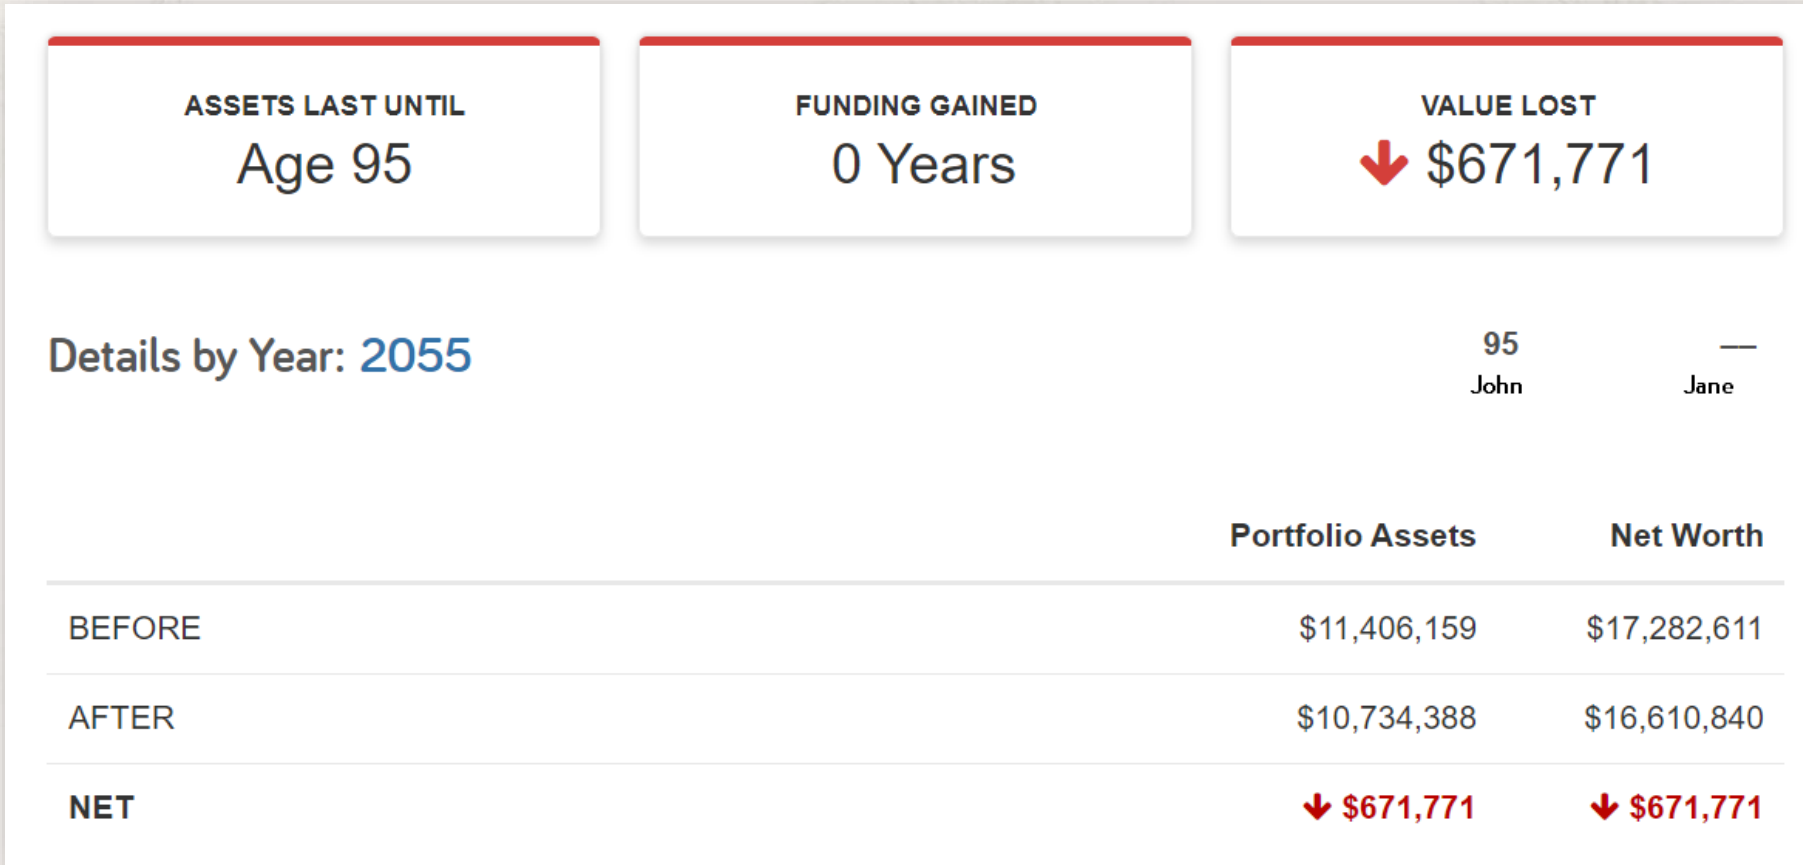 ASSETS LAST UNTIL
Age 95
FUNDING GAINED
0 Years
VALUE LOST
$671,771
Details by Year: 2055
95 —
John Jane
Portfolio Assets Net Worth
BEFORE $11,406,159 $17,282,611
AFTER $10,734,388 $16,610,840
NET $671,771 $671,771